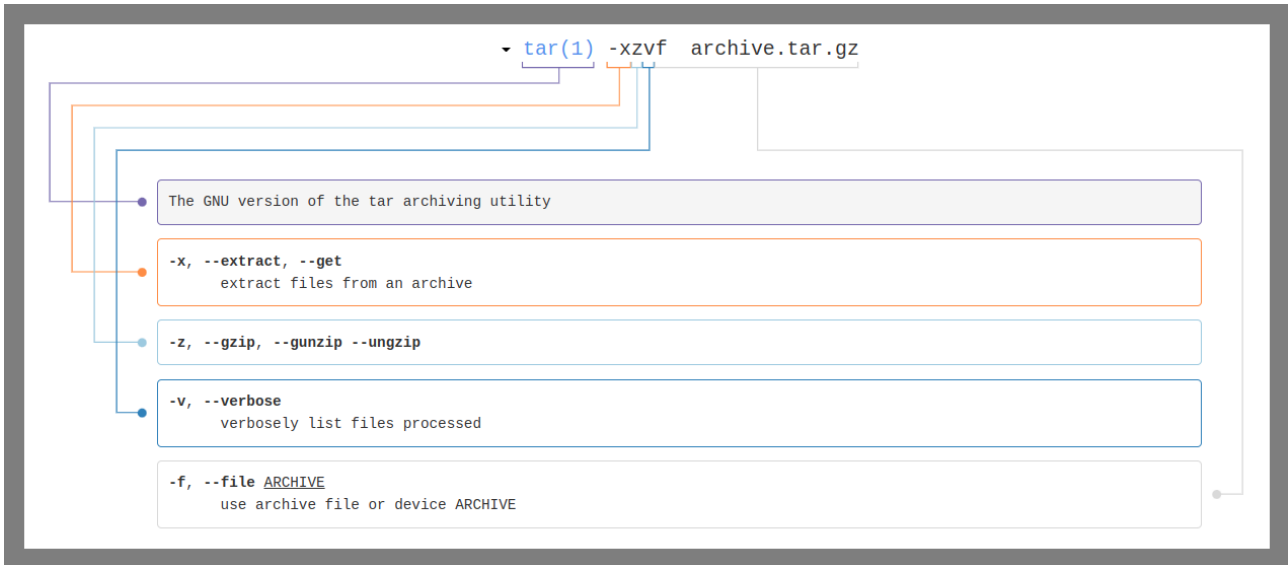 tar(1) -xzvf archive.tar.gz
The GNU version of the tar archiving utility
-x, --extract, --get
extract files from an archive
-z, --gzip, --gunzip --ungzip
-v, --verbose
verbosely list files processed
-f, --file ARCHIVE
use archive file or device ARCHIVE